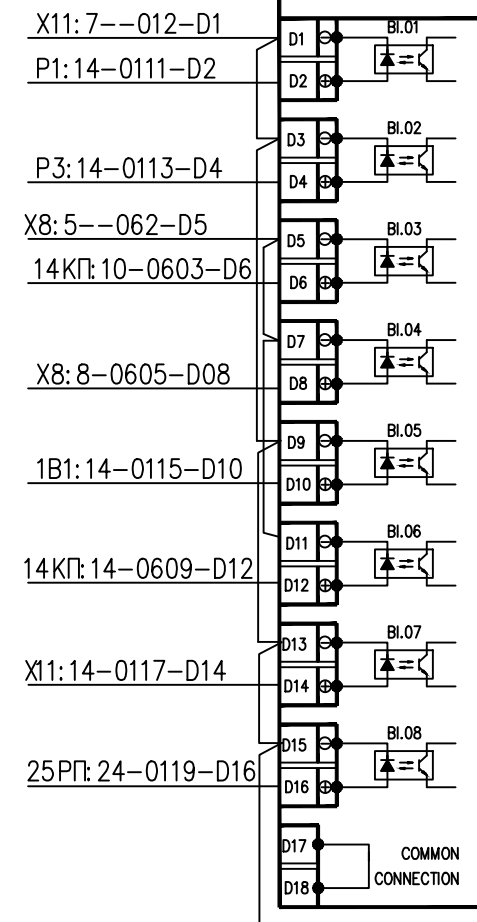 X11:7--012-D1
D1
BI.01
P1:14-0111-D2
D2
D3
BI.02
P3:14-0113-D4
D4
X8:5--062-D5
D5
BI.03
14КП:10-0603-D6
D6
D7
BI.04
X8:8-0605-D08
D8
D9
BI.05
1B1:14-0115-D10
D10
D11
BI.06
14КП:14-0609-D12
D12
D13
BI.07
X11:14-0117-D14
D14
D15
BI.08
25РП:24-0119-D16
D16
D17
COMMON
CONNECTION
D18